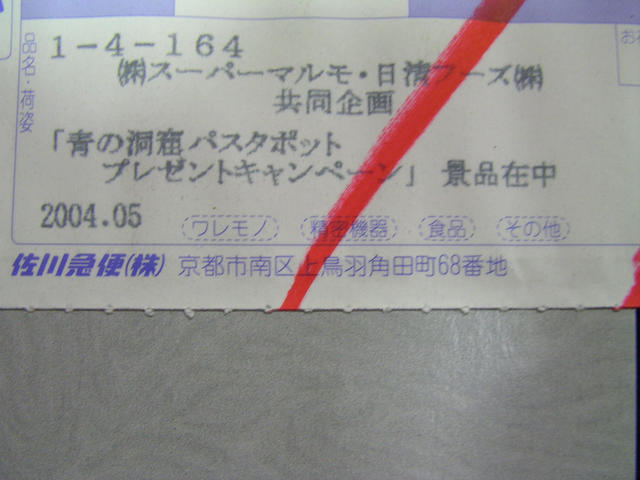 品名・荷姿
1-4-164
㈱スーパーマルモ・日清フーズ㈱
共同企画
「青の洞窟パスタポット
プレゼントキャンペーン」 景品在中
2004.05 ワレモノ 精密機器 食品 その他
佐川急便(株) 京都市南区上鳥羽角田町68番地